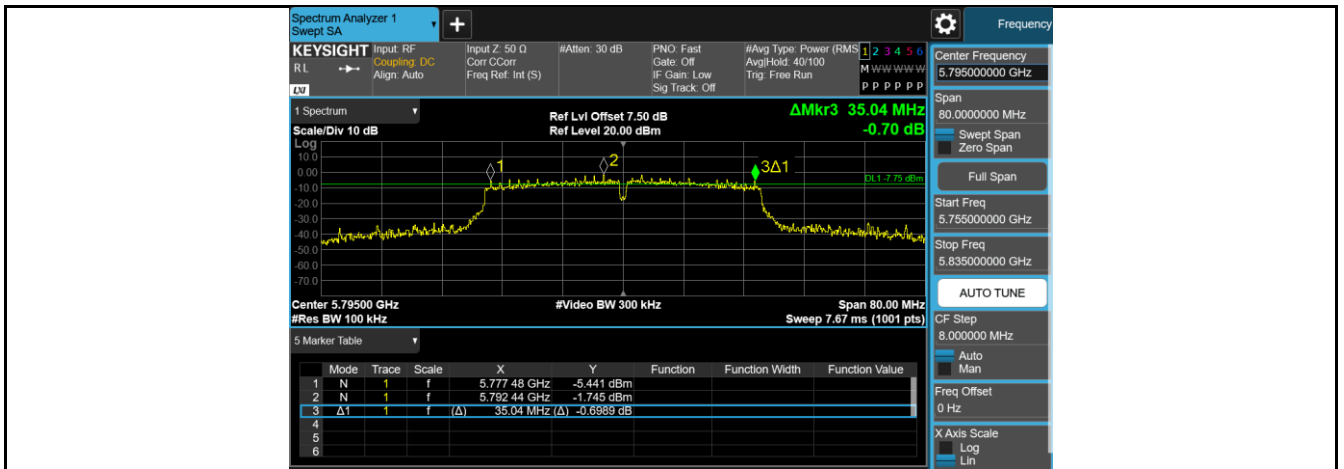 Spectrum Analyzer 1
Swept SA
+
Frequency
KEYSIGHT Input: RF Input Z: 50 Ω #Atten: 30 dB PNO: Fast #Avg Type: Power (RMS 1 2 3 4 5 6
RL Coupling: DC Corr CCorr Gate: Off Avg|Hold: 40/100 M W W W W W
Align: Auto Freq Ref: Int (S) IF Gain: Low Trig: Free Run
LXI Sig Track: Off P P P P P P
1 Spectrum Ref Lvl Offset 7.50 dB ΔMkr3 35.04 MHz
Scale/Div 10 dB Ref Level 20.00 dBm -0.70 dB
Log
10.0
0.00
-10.0
-20.0
-30.0
-40.0
-50.0
-60.0
-70.0
1
2
3Δ1
DL1 -7.75 dBm
Center 5.79500 GHz #Video BW 300 kHz Span 80.00 MHz
#Res BW 100 kHz Sweep 7.67 ms (1001 pts)
5 Marker Table
Mode Trace Scale X Y Function Function Width Function Value
1 N 1 f 5.777 48 GHz -5.441 dBm
2 N 1 f 5.792 44 GHz -1.745 dBm
3 Δ1 1 f (Δ) 35.04 MHz (Δ) -0.6989 dB
4
5
6
Center Frequency
5.795000000 GHz
Span
80.0000000 MHz
Swept Span
Zero Span
Full Span
Start Freq
5.755000000 GHz
Stop Freq
5.835000000 GHz
AUTO TUNE
CF Step
8.000000 MHz
Auto
Man
Freq Offset
0 Hz
X Axis Scale
Log
Lin